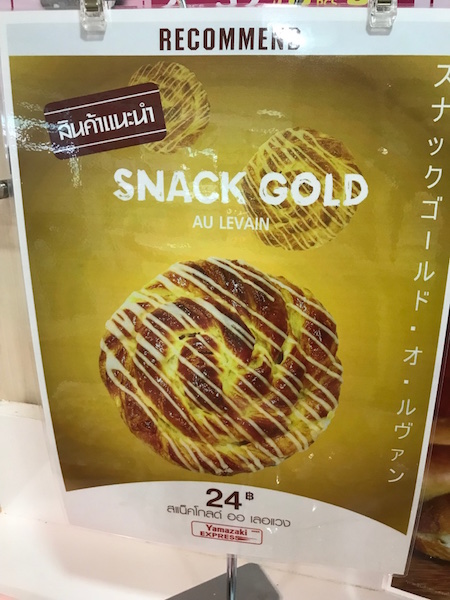 RECOMMEND
สินค้าแนะนำ
SNACK GOLD
AU LEVAIN
スナックゴールド・オ・ルヴァン
24฿
สแน็คโกลด์ ออ เลอแวง
Yamazaki
EXPRESS